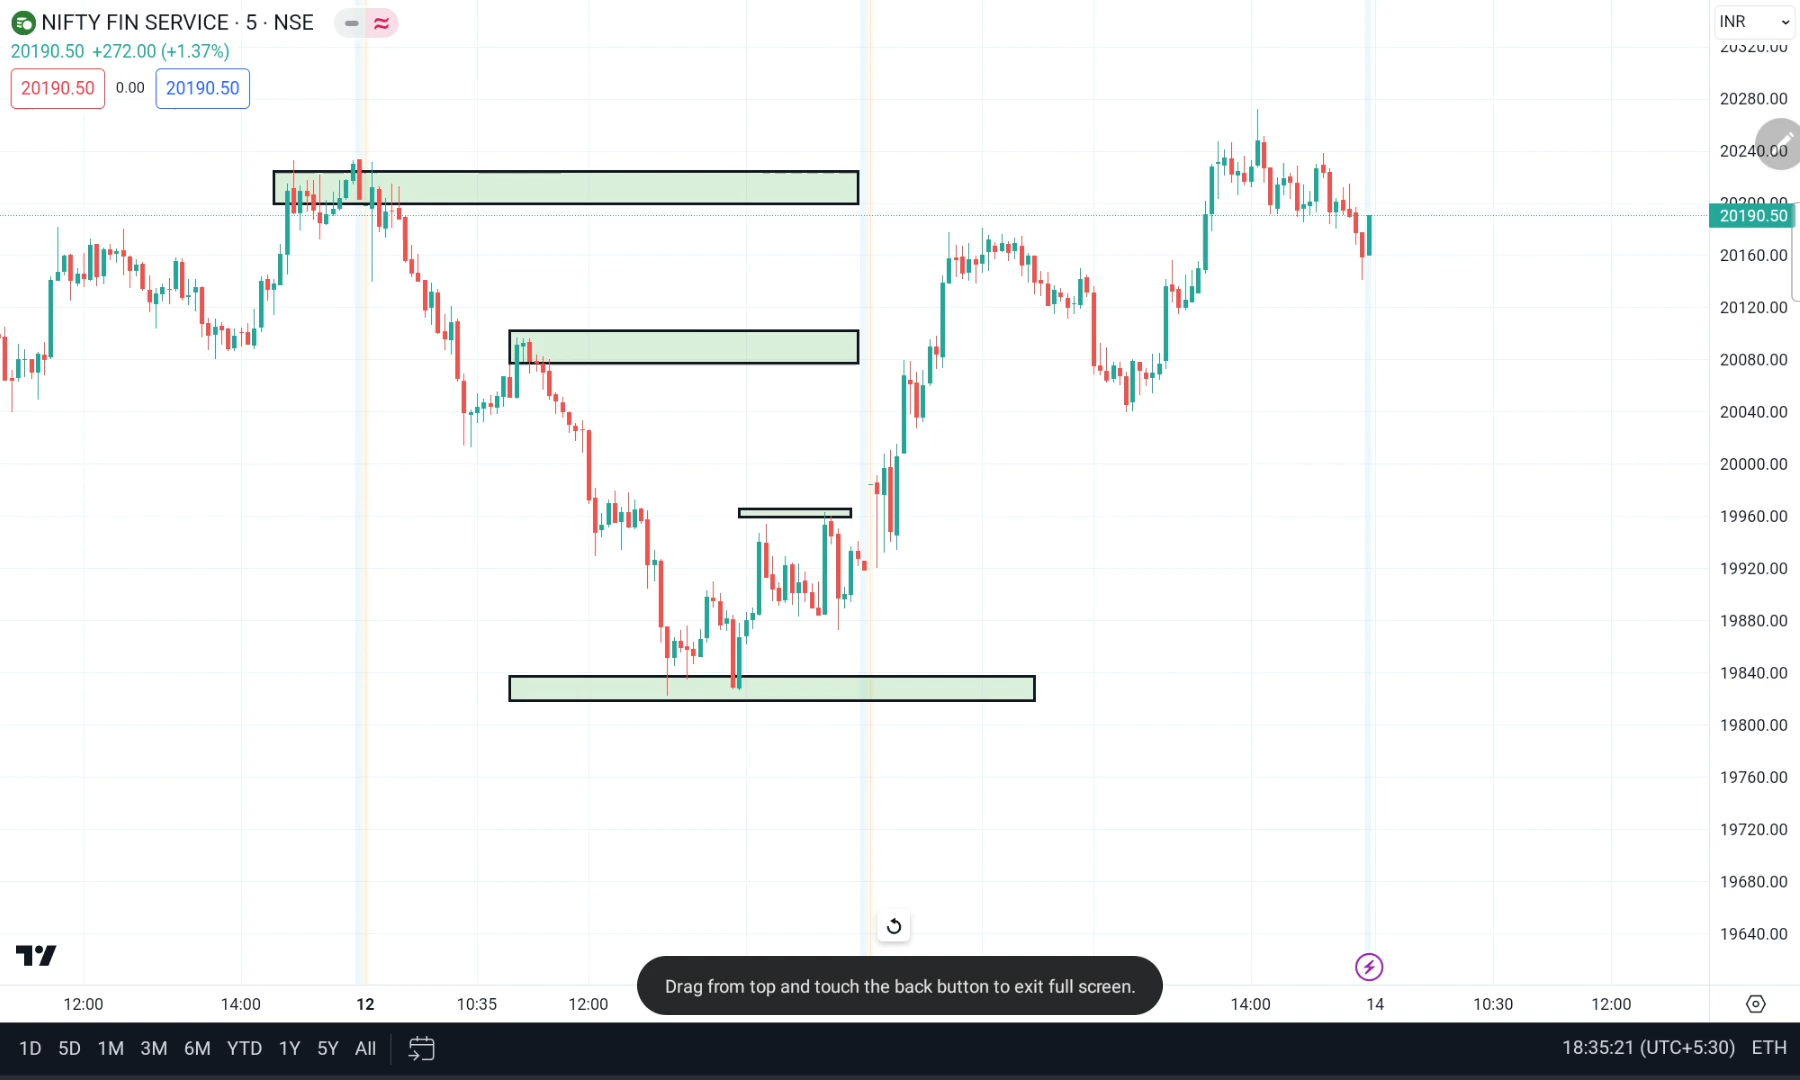 NIFTY FIN SERVICE · 5 · NSE
20190.50 +272.00 (+1.37%)
20190.50 0.00 20190.50
INR
20320.00
20280.00
20240.00
20200.00
20190.50
20160.00
20120.00
20080.00
20040.00
20000.00
19960.00
19920.00
19880.00
19840.00
19800.00
19760.00
19720.00
19680.00
19640.00
Drag from top and touch the back button to exit full screen.
12:00 14:00 12 10:35 12:00 14:00 14 10:30 12:00
1D 5D 1M 3M 6M YTD 1Y 5Y All 18:35:21 (UTC+5:30) ETH